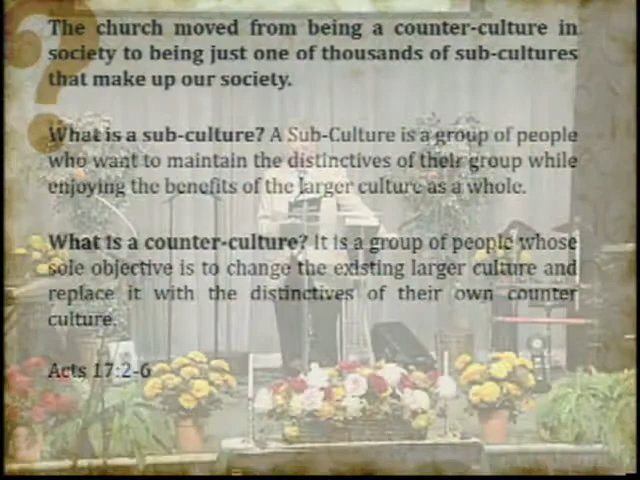 The church moved from being a counter-culture in
society to being just one of thousands of sub-cultures
that make up our society.
What is a sub-culture? A Sub-Culture is a group of people
who want to maintain the distinctives of their group while
enjoying the benefits of the larger culture as a whole.
What is a counter-culture? It is a group of people whose
sole objective is to change the existing larger culture and
replace it with the distinctives of their own counter
culture.
Acts 17:2-6